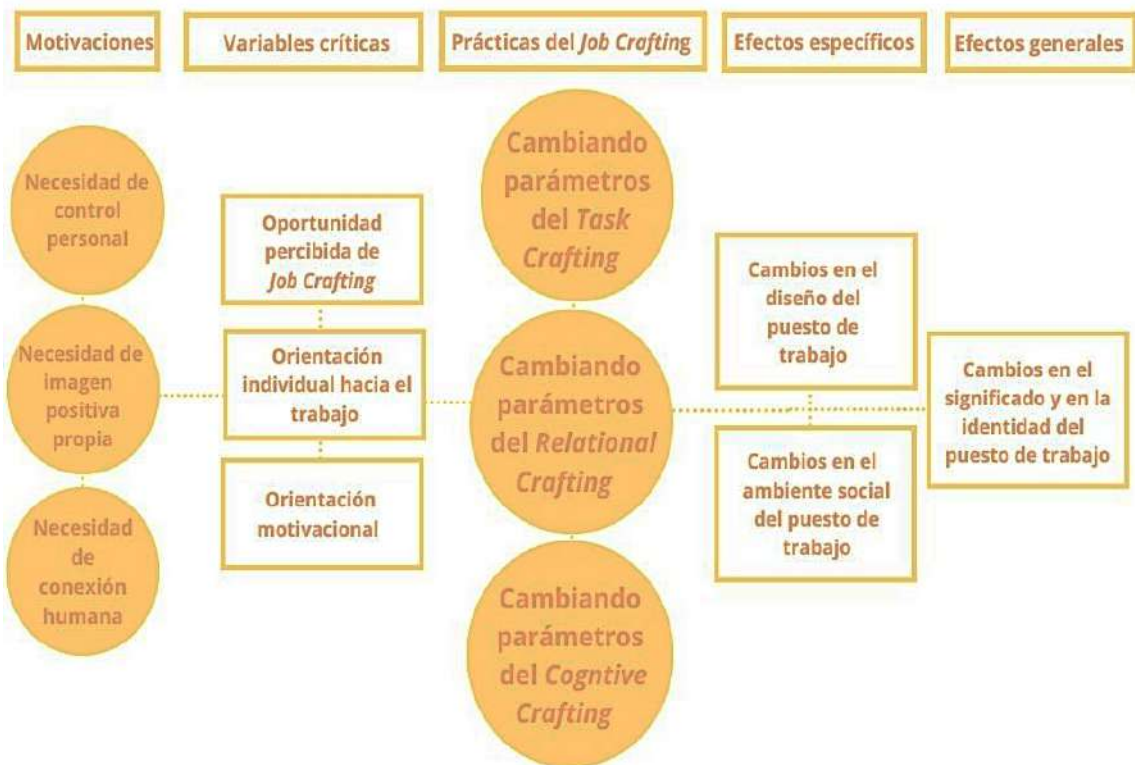 Motivaciones
Variables críticas
Prácticas del Job Crafting
Efectos específicos
Efectos generales
Necesidad de
control
personal
Necesidad de
imagen
positiva
propia
Necesidad
de
conexión
humana
Oportunidad
percibida de
Job Crafting
Orientación
individual hacia el
trabajo
Orientación
motivacional
Cambiando
parámetros
del Task
Crafting
Cambiando
parámetros
del Relational
Crafting
Cambiando
parámetros
del Cogntive
Crafting
Cambios en el
diseño del
puesto de
trabajo
Cambios en el
ambiente social
del puesto de
trabajo
Cambios en el
significado y en la
identidad del
puesto de trabajo